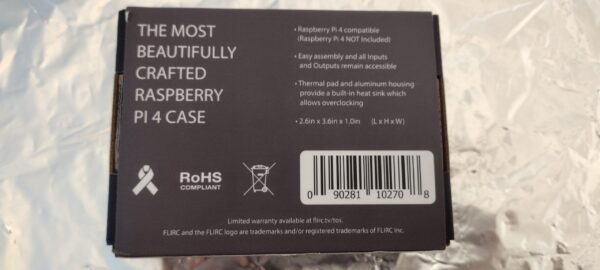 THE MOST
BEAUTIFULLY
CRAFTED
RASPBERRY
PI 4 CASE
• Raspberry Pi 4 compatible
(Raspberry Pi 4 NOT Included)
• Easy assembly and all Inputs
and Outputs remain accessible
• Thermal pad and aluminum housing
provide a built-in heat sink which
allows overclocking
• 2.6in x 3.6in x 1.0in (L x H x W)
RoHS
COMPLIANT
0 90281 10270 8
Limited warranty available at flirc.tv/tos.
FLIRC and the FLIRC logo are trademarks and/or registered trademarks of FLIRC Inc.